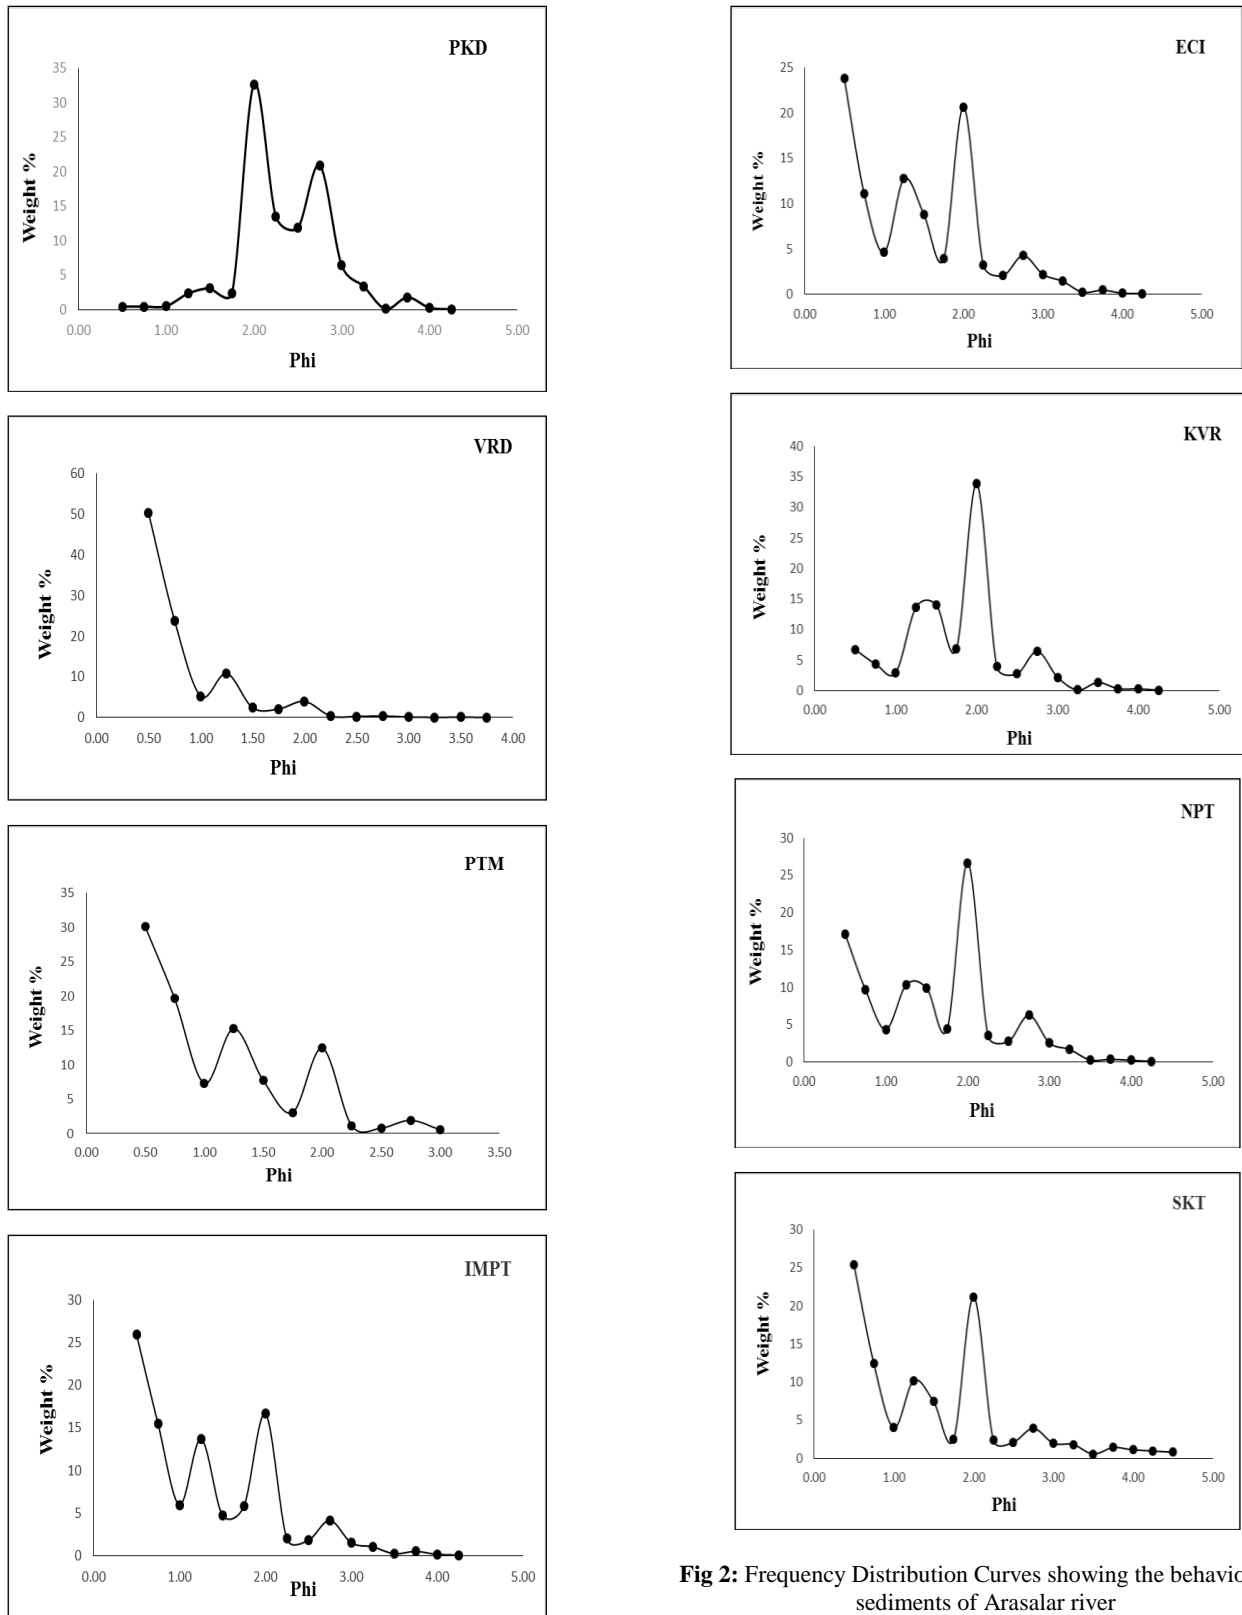 PKD
35
30
25
20
15
10
5
0
Weight %
0.00 1.00 2.00 3.00 4.00 5.00
Phi
VRD
60
50
40
30
20
10
0
Weight %
0.00 0.50 1.00 1.50 2.00 2.50 3.00 3.50 4.00
Phi
PTM
35
30
25
20
15
10
5
0
Weight %
0.00 0.50 1.00 1.50 2.00 2.50 3.00 3.50
Phi
IMPT
30
25
20
15
10
5
0
Weight %
0.00 1.00 2.00 3.00 4.00 5.00
Phi
ECI
25
20
15
10
5
0
Weight %
0.00 1.00 2.00 3.00 4.00 5.00
Phi
KVR
40
35
30
25
20
15
10
5
0
Weight %
0.00 1.00 2.00 3.00 4.00 5.00
Phi
NPT
30
25
20
15
10
5
0
Weight %
0.00 1.00 2.00 3.00 4.00 5.00
Phi
SKT
30
25
20
15
10
5
0
Weight %
0.00 1.00 2.00 3.00 4.00 5.00
Phi
Fig 2: Frequency Distribution Curves showing the behavio
sediments of Arasalar river